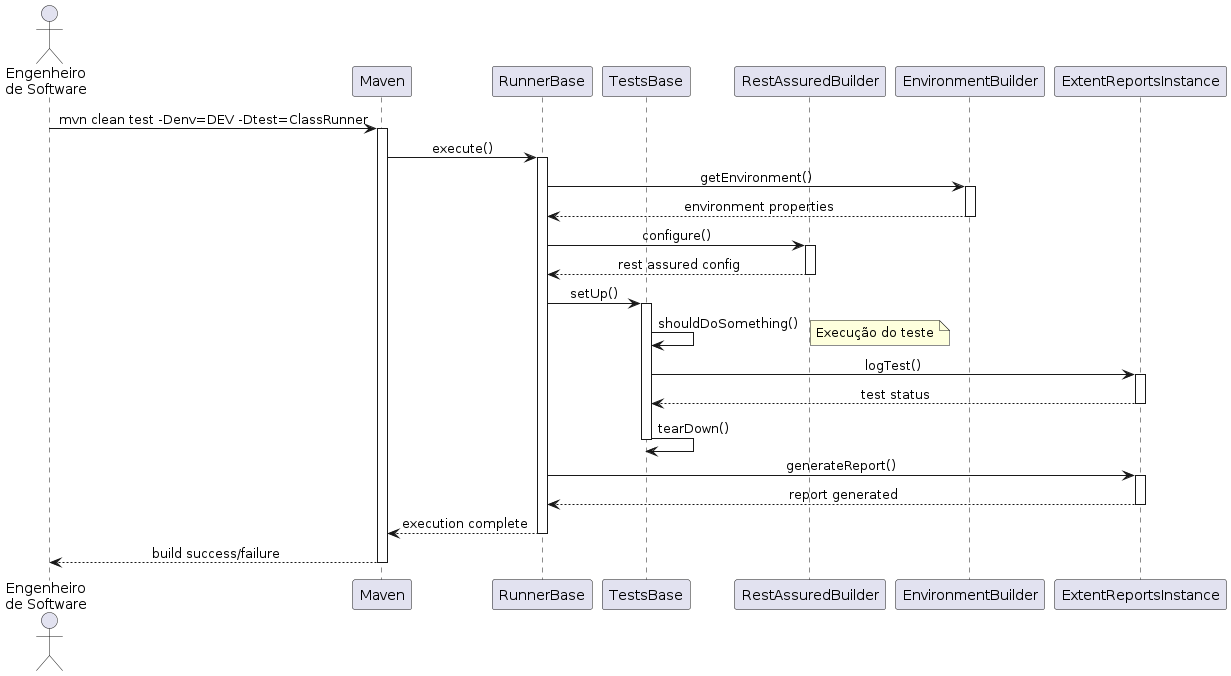 Engenheiro
de Software
Maven
RunnerBase
TestsBase
RestAssuredBuilder
EnvironmentBuilder
ExtentReportsInstance
mvn clean test -Denv=DEV -Dtest=ClassRunner
execute()
getEnvironment()
environment properties
configure()
rest assured config
setUp()
shouldDoSomething()
Execução do teste
logTest()
test status
tearDown()
generateReport()
report generated
execution complete
build success/failure
Engenheiro
de Software
Maven
RunnerBase
TestsBase
RestAssuredBuilder
EnvironmentBuilder
ExtentReportsInstance